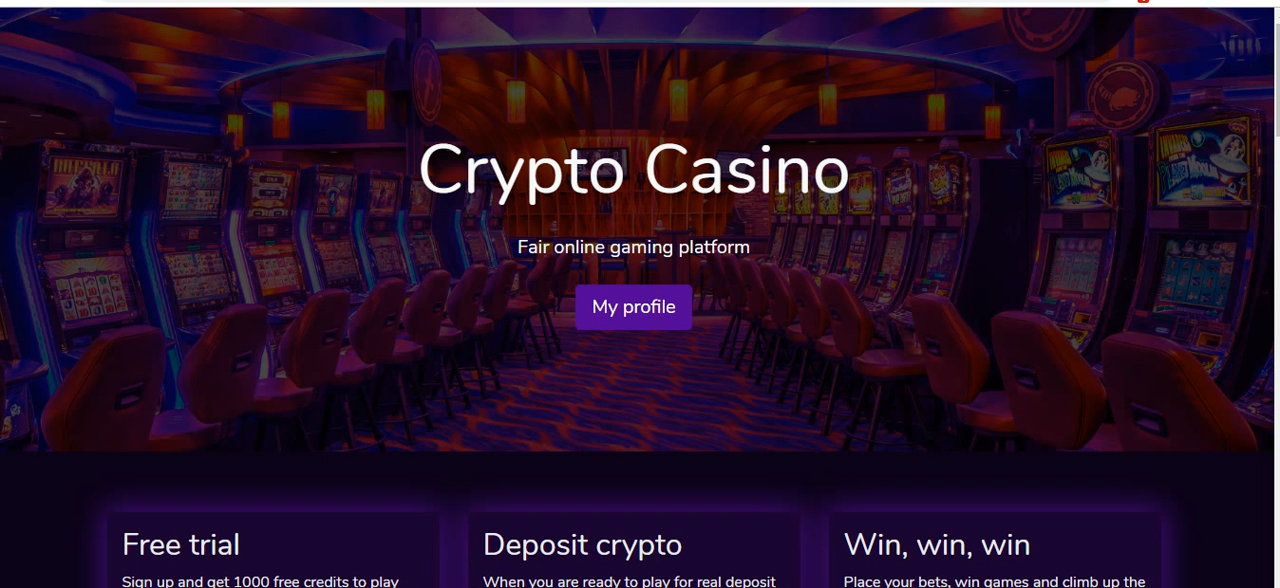 Crypto Casino
Fair online gaming platform
My profile
Free trial
Sign up and get 1000 free credits to play
Deposit crypto
When you are ready to play for real deposit
Win, win, win
Place your bets, win games and climb up the